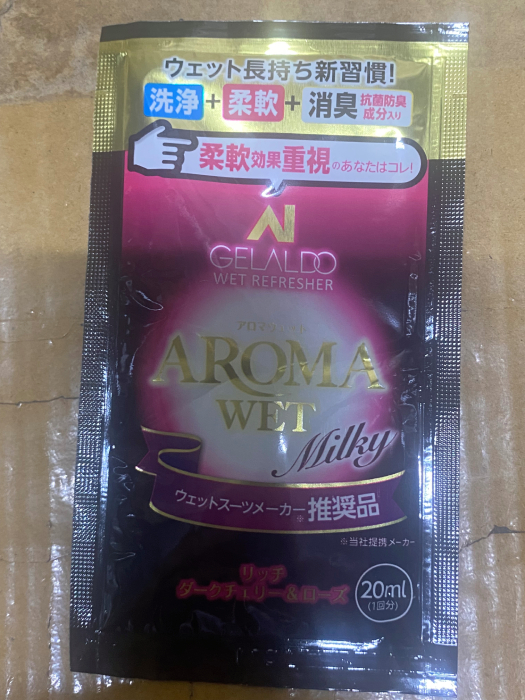 ウェット長持ち新習慣!
洗浄+柔軟+消臭 抗菌防臭成分入り
柔軟効果重視のあなたはコレ!
GELALDO
WET REFRESHER
アロマウェット
AROMA
WET
Milky
ウェットスーツメーカー※推奨品
※当社提携メーカー
リッチ
ダークチェリー&ローズ
20ml
(1回分)